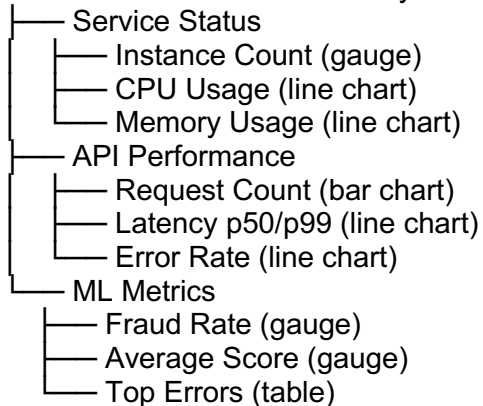 ├── Service Status
│ ├── Instance Count (gauge)
│ ├── CPU Usage (line chart)
│ └── Memory Usage (line chart)
├── API Performance
│ ├── Request Count (bar chart)
│ ├── Latency p50/p99 (line chart)
│ └── Error Rate (line chart)
└── ML Metrics
├── Fraud Rate (gauge)
├── Average Score (gauge)
└── Top Errors (table)